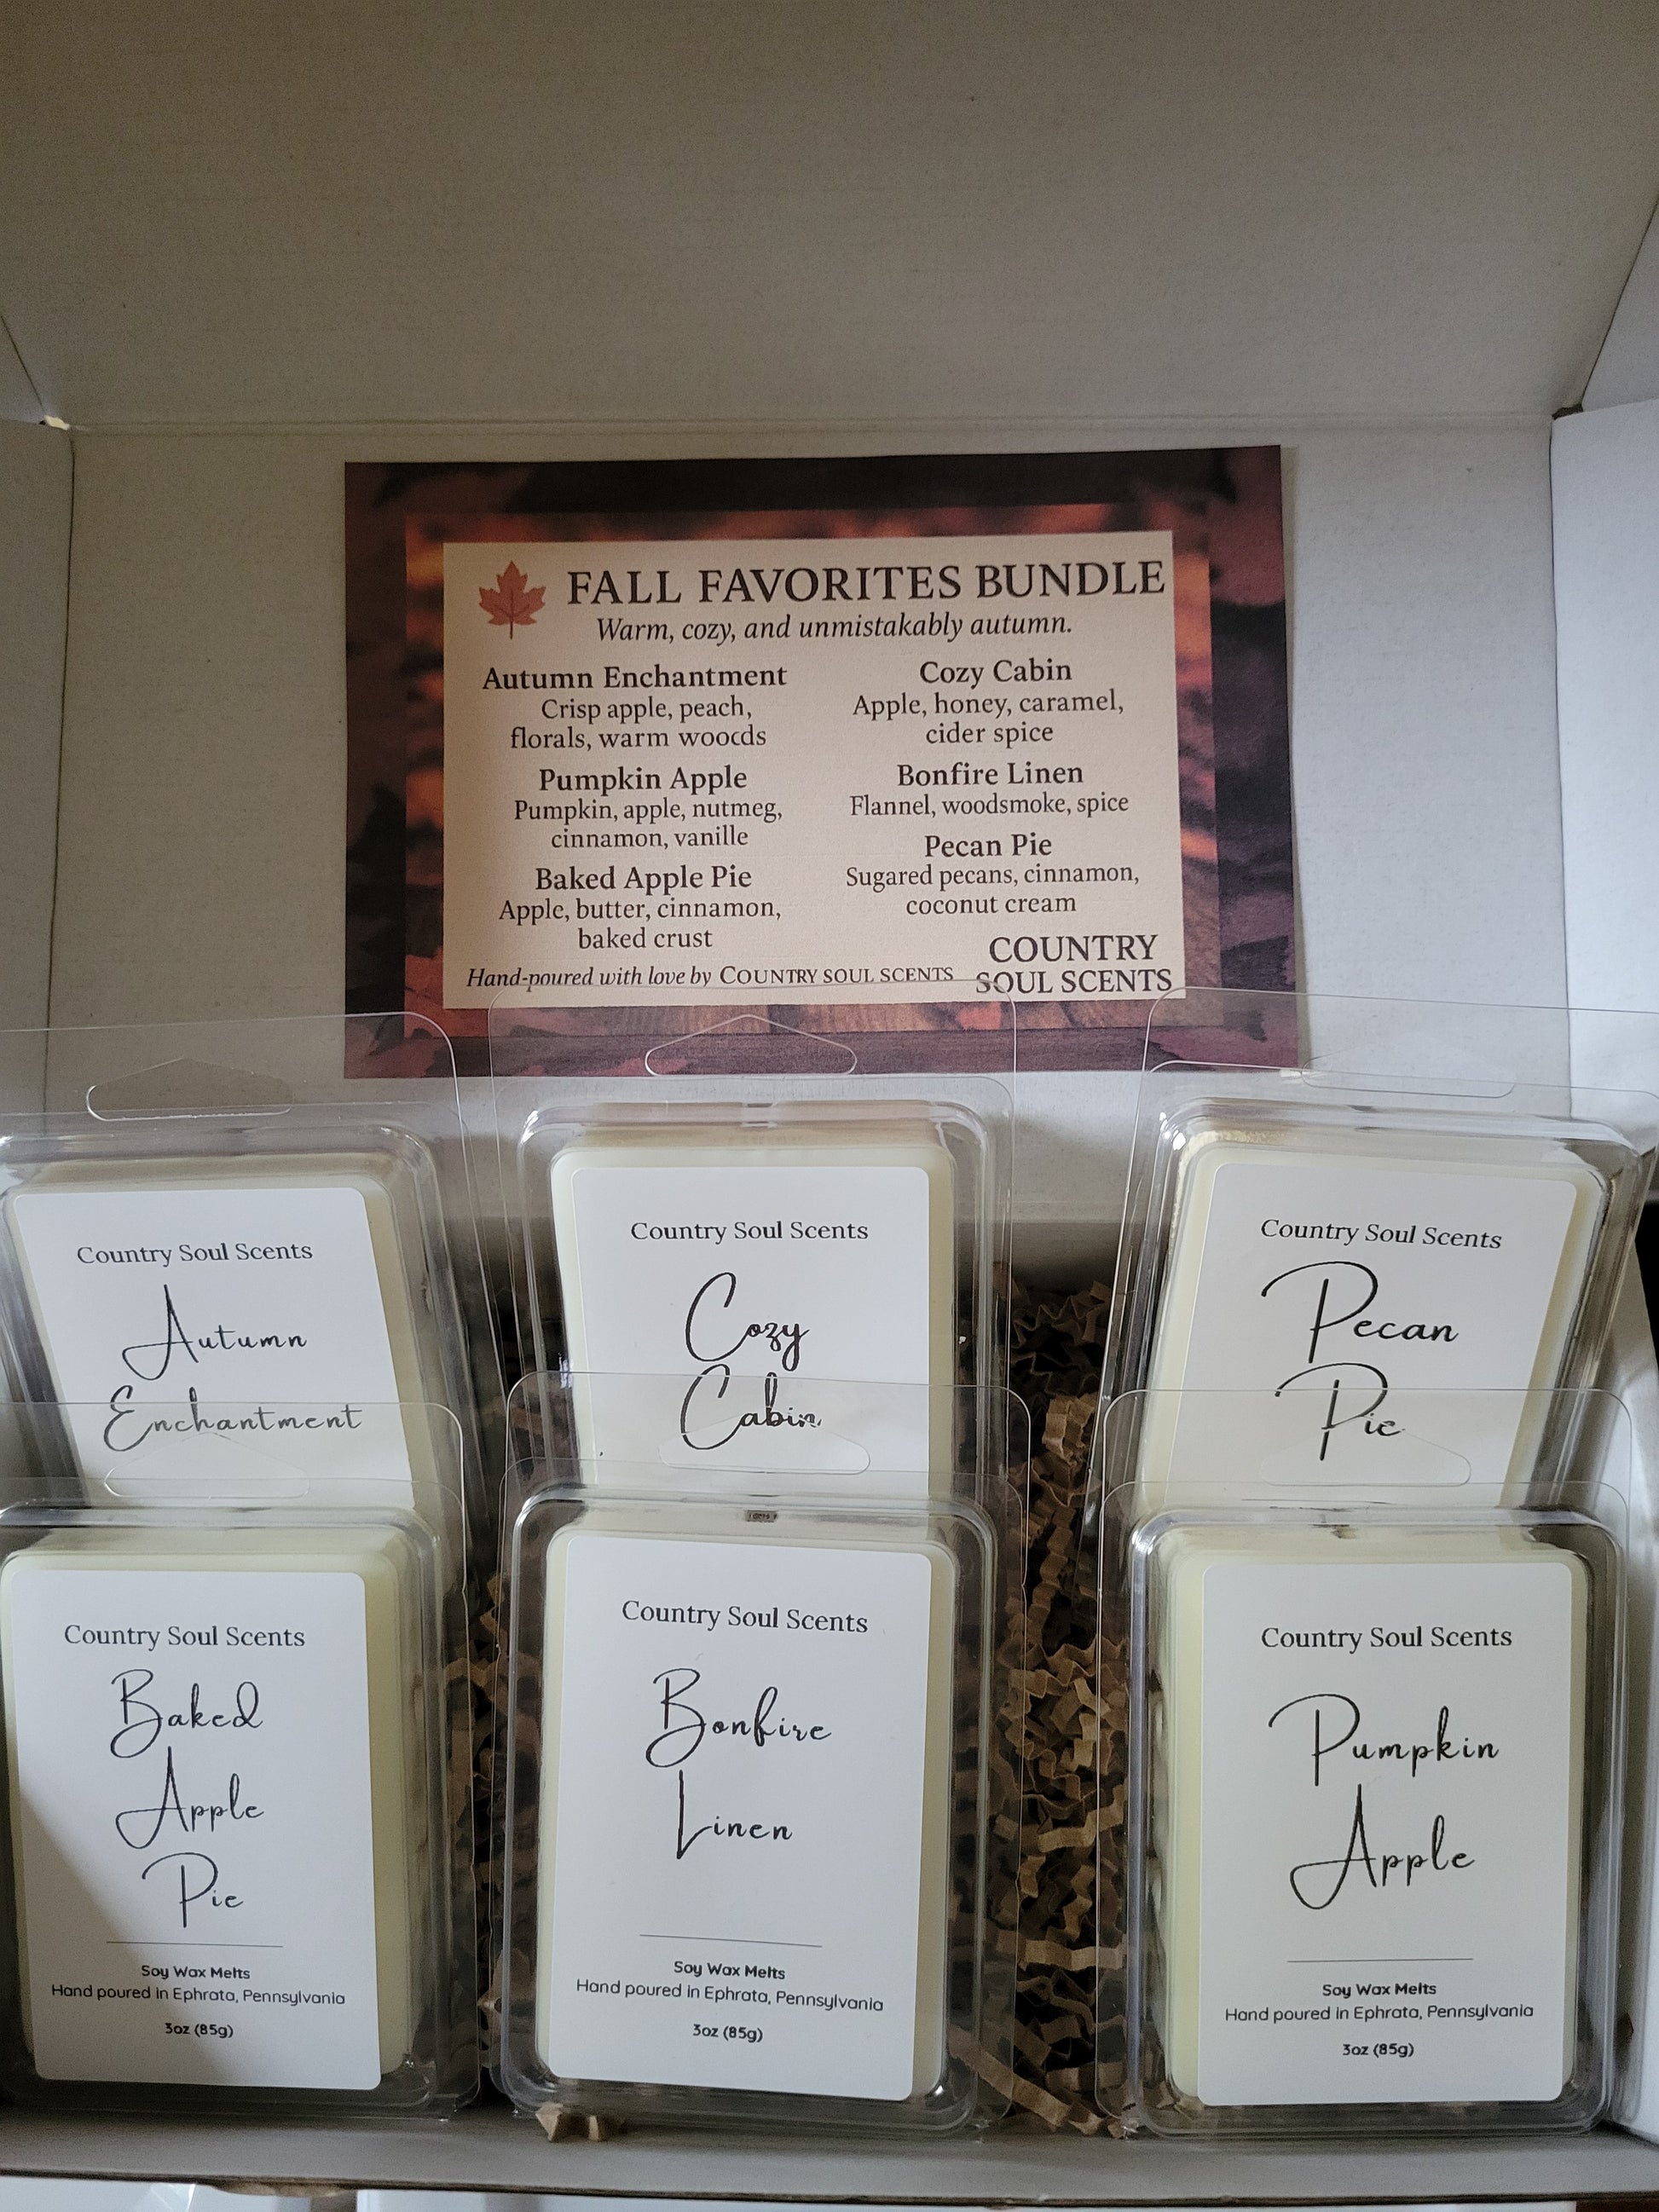 FALL FAVORITES BUNDLE
Warm, cozy, and unmistakably autumn.
Autumn Enchantment
Crisp apple, peach,
florals, warm woocds
Pumpkin Apple
Pumpkin, apple, nutmeg,
cinnamon, vanille
Baked Apple Pie
Apple, butter, cinnamon,
baked crust
Cozy Cabin
Apple, honey, caramel,
cider spice
Bonfire Linen
Flannel, woodsmoke, spice
Pecan Pie
Sugared pecans, cinnamon,
coconut cream
Hand-poured with love by COUNTRY SOUL SCENTS
COUNTRY
SOUL SCENTS
Country Soul Scents
Autumn
Enchantment
Country Soul Scents
Cozy
Cabin
Country Soul Scents
Pecan
Pie
Country Soul Scents
Baked
Apple
Pie
Soy Wax Melts
Hand poured in Ephrata, Pennsylvania
3oz (85g)
Country Soul Scents
Bonfire
Linen
Soy Wax Melts
Hand poured in Ephrata, Pennsylvania
3oz (85g)
Country Soul Scents
Pumpkin
Apple
Soy Wax Melts
Hand poured in Ephrata, Pennsylvania
3oz (85g)